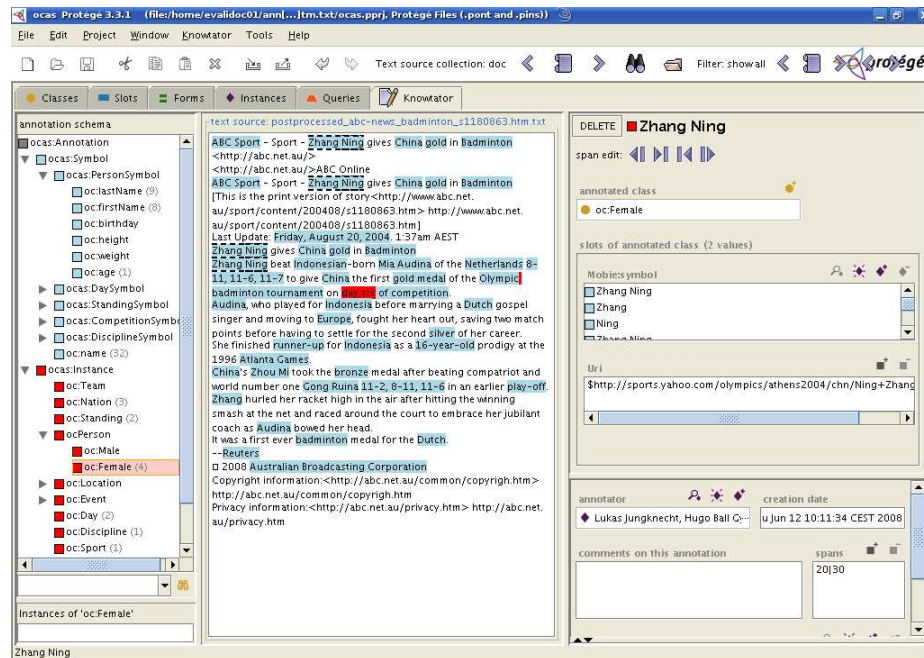 ocas Protégé 3.3.1 (file:/home/evalidoc01/ann[...]tm.txt/ocas.pprj, Protégé Files (.pont and .pins))
File Edit Project Window Knowtator Tools Help
Text source collection: doc
Filter: show all
protégé
Classes Slots Forms Instances Queries Knowtator
annotation schema
ocas:Annotation
ocas:Symbol
ocas:PersonSymbol
oc:lastName (9)
oc:firstName (8)
oc:birthday
oc:height
oc:weight
oc:age (1)
ocas:DaySymbol
ocas:StandingSymbol
ocas:CompetitionSymbo
ocas:DisciplineSymbol
oc:name (32)
ocas:Instance
oc:Team
oc:Nation (3)
oc:Standing (2)
ocPerson
oc:Male
oc:Female (4)
oc:Location
oc:Event
oc:Day (2)
oc:Discipline (1)
oc:Sport (1)
Instances of 'oc:Female'
Zhang Ning
text source: postprocessed_abc-news_badminton_s1180863.htm.txt
ABC Sport - Sport - Zhang Ning gives China gold in Badminton
<http://abc.net.au/>
<http://abc.net.au/>ABC Online
ABC Sport - Sport - Zhang Ning gives China gold in Badminton
[This is the print version of story<http://www.abc.net.
au/sport/content/200408/s1180863.htm> http://www.abc.net.
au/sport/content/200408/s1180863.htm]
Last Update: Friday, August 20, 2004. 1:37am AEST
Zhang Ning gives China gold in Badminton
Zhang Ning beat Indonesian-born Mia Audina of the Netherlands 8-
11, 11-6, 11-7 to give China the first gold medal of the Olympic
badminton tournament on day six of competition.
Audina, who played for Indonesia before marrying a Dutch gospel
singer and moving to Europe, fought her heart out, saving two match
points before having to settle for the second silver of her career.
She finished runner-up for Indonesia as a 16-year-old prodigy at the
1996 Atlanta Games.
China's Zhou Mi took the bronze medal after beating compatriot and
world number one Gong Ruina 11-2, 8-11, 11-6 in an earlier play-off.
Zhang hurled her racket high in the air after hitting the winning
smash at the net and raced around the court to embrace her jubilant
coach as Audina bowed her head.
It was a first ever badminton medal for the Dutch.
--Reuters
□ 2008 Australian Broadcasting Corporation
Copyright information:<http://abc.net.au/common/copyrigh.htm>
http://abc.net.au/common/copyrigh.htm
Privacy information:<http://abc.net.au/privacy.htm> http://abc.net.
au/privacy.htm
DELETE Zhang Ning
span edit:
annotated class
oc:Female
slots of annotated class (2 values)
Mobie:symbol
Zhang Ning
Zhang
Ning
Zhang Ning
Uri
$http://sports.yahoo.com/olympics/athens2004/chn/Ning+Zhang
annotator
Lukas Jungknecht, Hugo Ball Gy...
creation date
u Jun 12 10:11:34 CEST 2008
comments on this annotation
spans
20|30